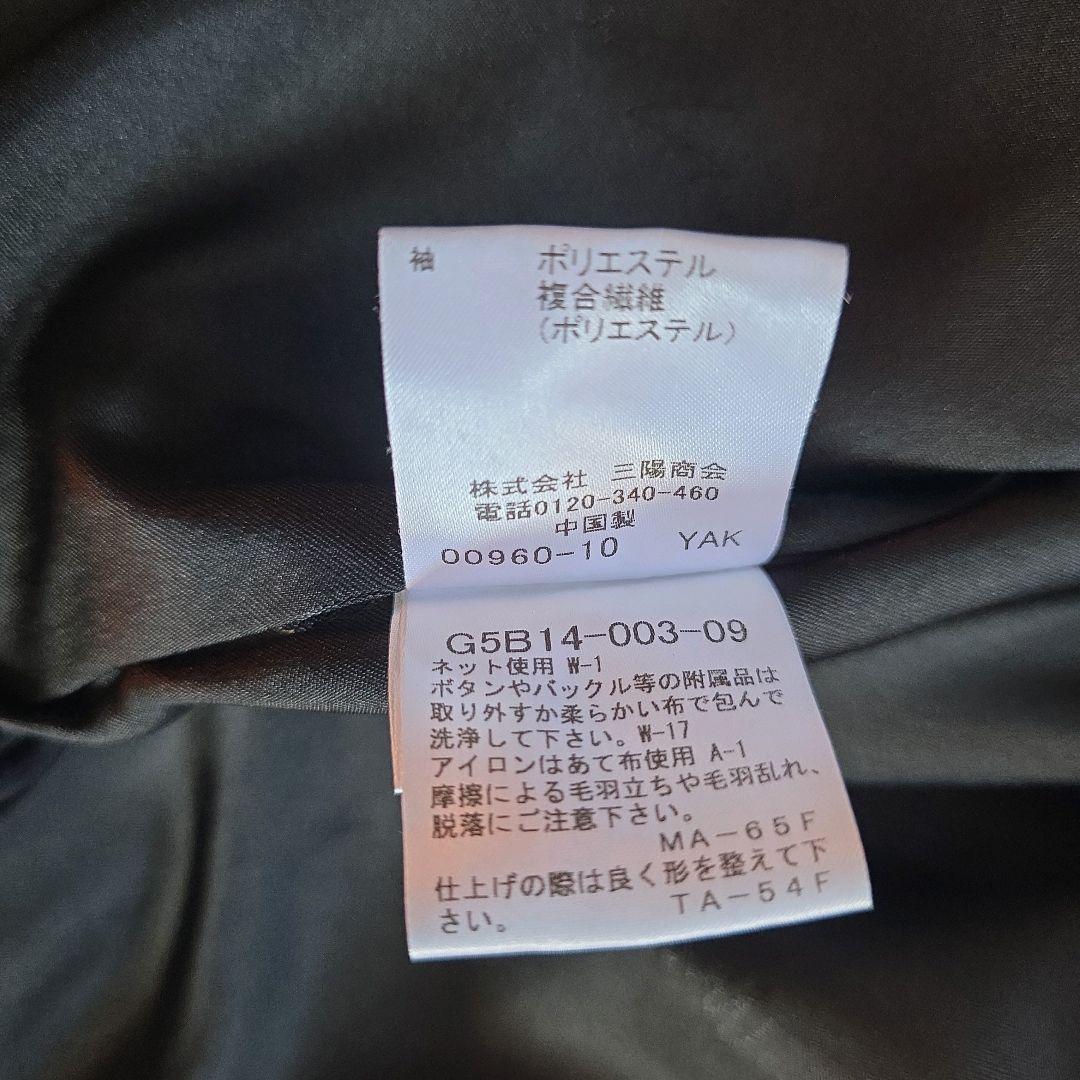 袖 ポリエステル
複合繊維
(ポリエステル)
株式会社 三陽商会
電話0120-340-460
中国製
00960-10 YAK
G5B14-003-09
ネット使用 W-1
ボタンやバックル等の附属品は
取り外すか柔らかい布で包んで
洗浄して下さい。W-17
アイロンはあて布使用 A-1
摩擦による毛羽立ちや毛羽乱れ、
脱落にご注意下さい。
MA-65F
仕上げの際は良く形を整えて下
さい。 TA-54F